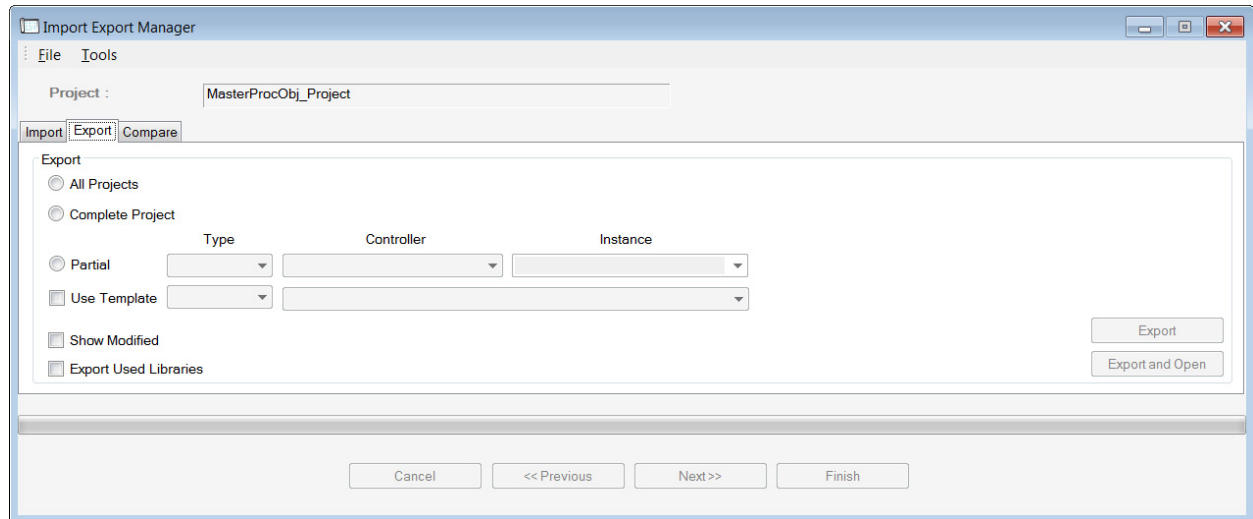 Import Export Manager
File Tools
Project : MasterProcObj_Project
Import Export Compare
Export
All Projects
Complete Project
Type Controller Instance
Partial
Use Template
Show Modified
Export
Export Used Libraries
Export and Open
Cancel << Previous Next >> Finish